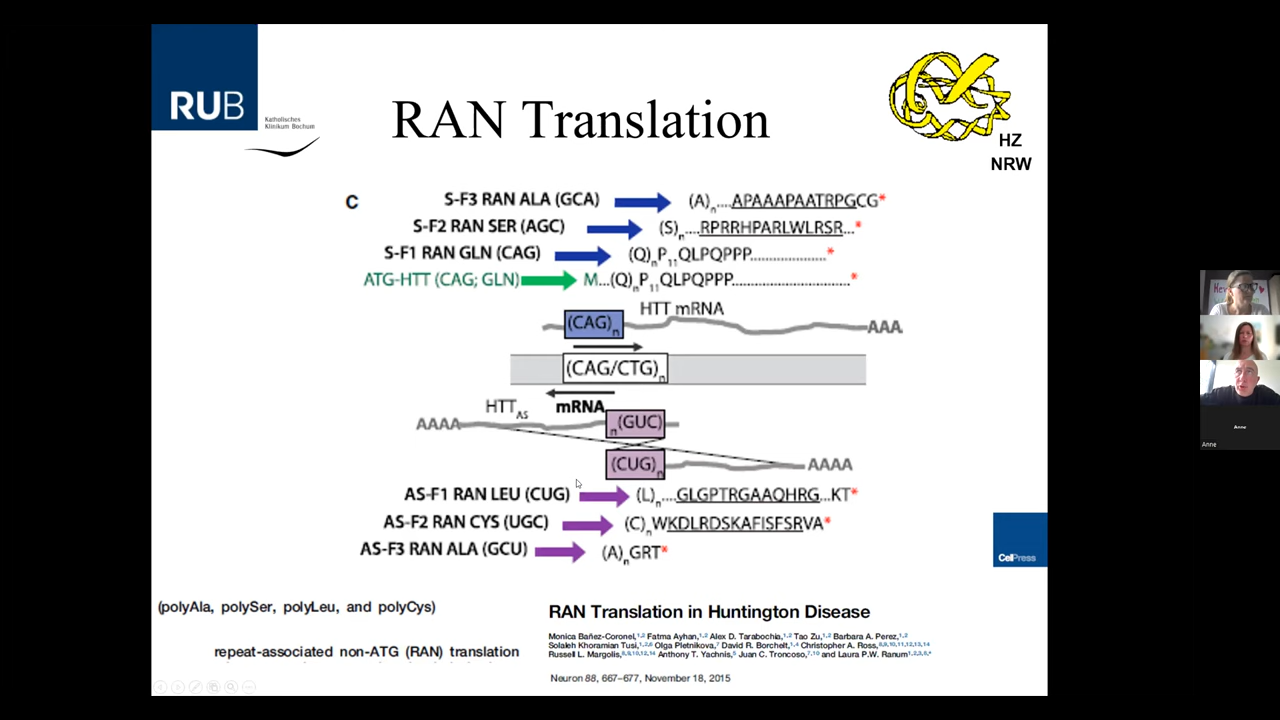 RUB
Katholisches
Klinikum Bochum
RAN Translation
HZ
NRW
C
S-F3 RAN ALA (GCA) (A)n....APAAAPAATRPGCG*
S-F2 RAN SER (AGC) (S)n....RPRRHPARLWLRSR...*
S-F1 RAN GLN (CAG) (Q)nP11QLPQPPP......................*
ATG-HTT (CAG; GLN) M...(Q)nP11QLPQPPP..................................*
HTT mRNA
(CAG)n AAA
(CAG/CTG)n
HTTAS mRNA
AAAA n(GUC)
(CUG)n AAAA
AS-F1 RAN LEU (CUG) (L)n....GLGPTRGAAQHRG...KT*
AS-F2 RAN CYS (UGC) (C)nWKDLRDSKAFISFSRVA*
AS-F3 RAN ALA (GCU) (A)nGRT*
CellPress
(polyAla, polySer, polyLeu, and polyCys)
repeat-associated non-ATG (RAN) translation
RAN Translation in Huntington Disease
Monica Bañez-Coronel,1,2 Fatma Ayhan,1,2 Alex D. Tarabochia,1,2 Tao Zu,1,2 Barbara A. Perez,1,2
Solaleh Khoramian Tusi,1,2,6 Olga Pletnikova,7 David R. Borchelt,1,4 Christopher A. Ross,8,9,10,11,12,13,14
Russell L. Margolis,8,9,10,12,14 Anthony T. Yachnis,5 Juan C. Troncoso,7,10 and Laura P.W. Ranum1,2,3,8,*
Neuron 88, 667–677, November 18, 2015
Anne
Anne